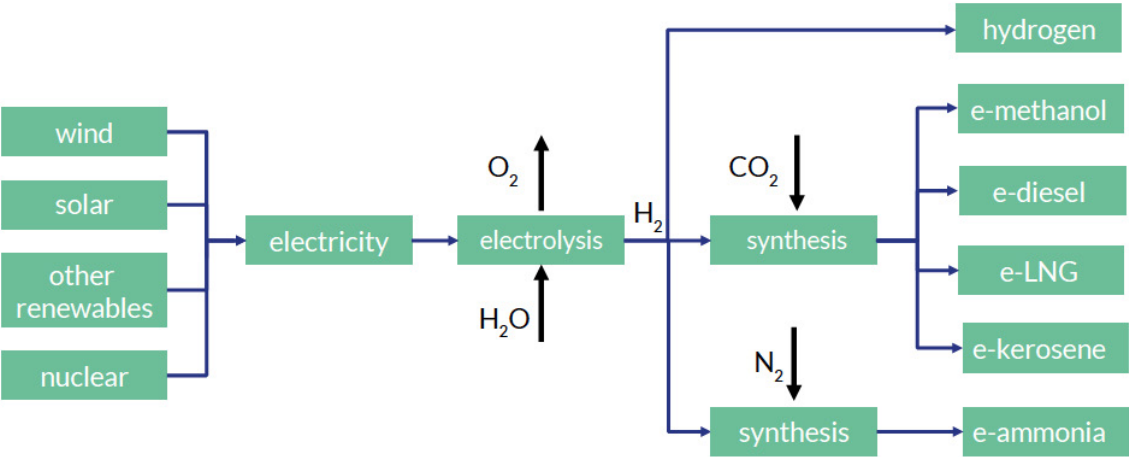 hydrogen
wind
solar
other
renewables
nuclear
electricity
O₂
H₂O
electrolysis
H₂
CO₂
synthesis
N₂
synthesis
e-methanol
e-diesel
e-LNG
e-kerosene
e-ammonia